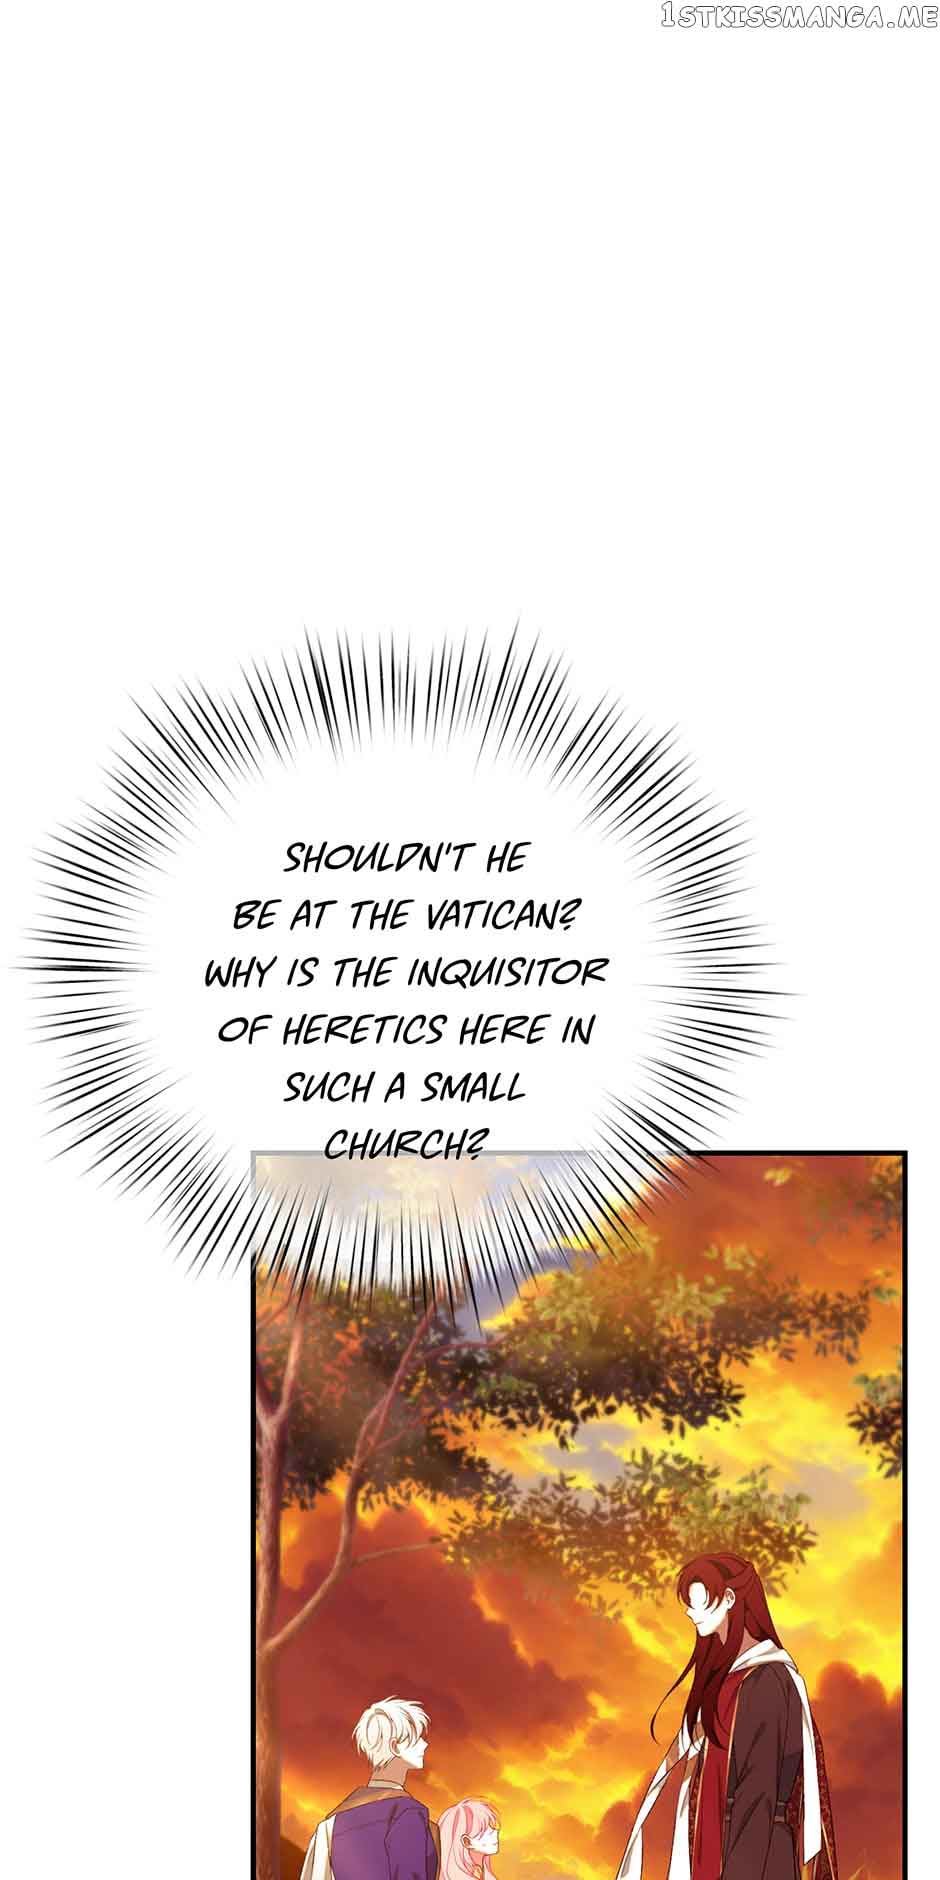 1STKISSMANGA.ME
SHOULDN'T HE
BE AT THE VATICAN?
WHY IS THE INQUISITOR
OF HERETICS HERE IN
SUCH A SMALL
CHURCH?